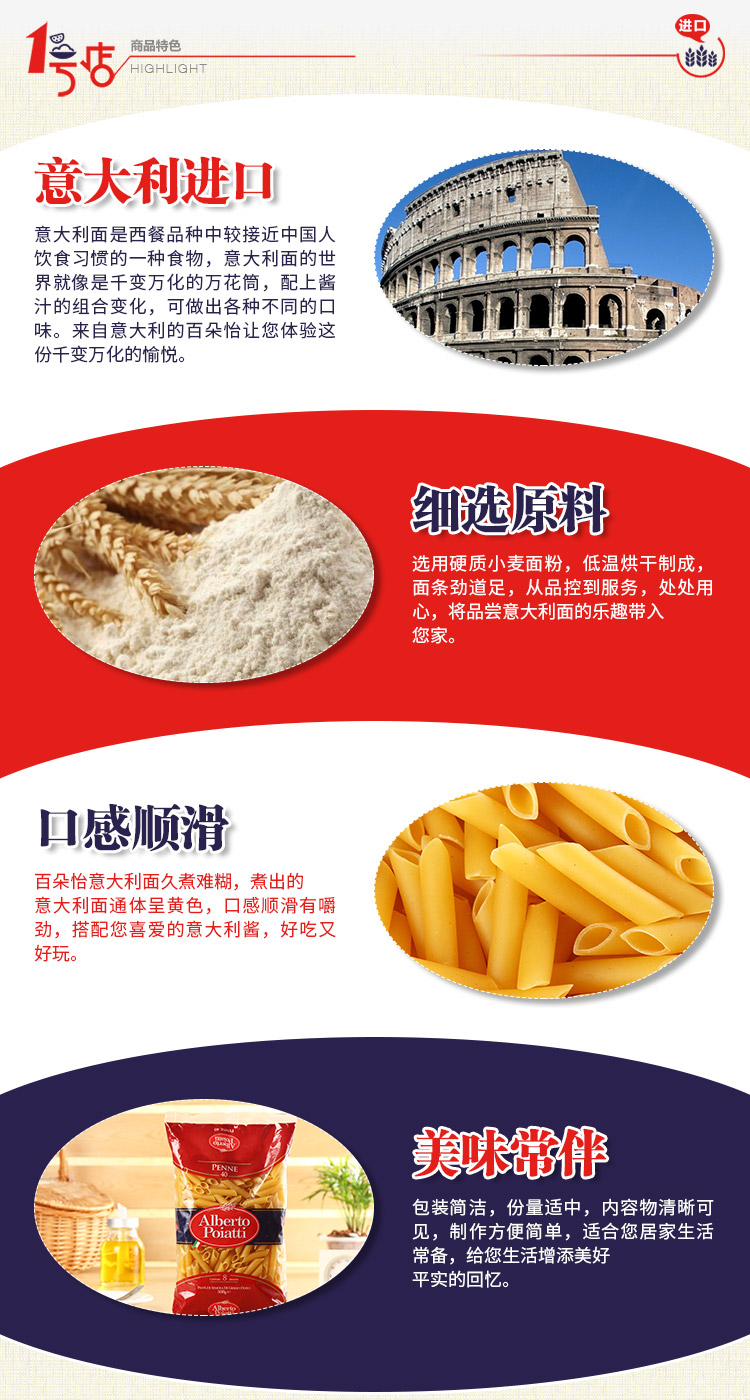 1号店
商品特色
HIGHLIGHT
进口
意大利进口
意大利面是西餐品种中较接近中国人
饮食习惯的一种食物，意大利面的世
界就像是千变万化的万花筒，配上酱
汁的组合变化，可做出各种不同的口
味。来自意大利的百朵怡让您体验这
份千变万化的愉悦。
细选原料
选用硬质小麦面粉，低温烘干制成，
面条劲道足，从品控到服务，处处用
心，将品尝意大利面的乐趣带入
您家。
口感顺滑
百朵怡意大利面久煮难糊，煮出的
意大利面通体呈黄色，口感顺滑有嚼
劲，搭配您喜爱的意大利酱，好吃又
好玩。
Alberto
Poiatti
PENNE
40
Alberto
Poiatti
8
500g
Alberto
美味常伴
包装简洁，份量适中，内容物清晰可
见，制作方便简单，适合您居家生活
常备，给您生活增添美好
平实的回忆。